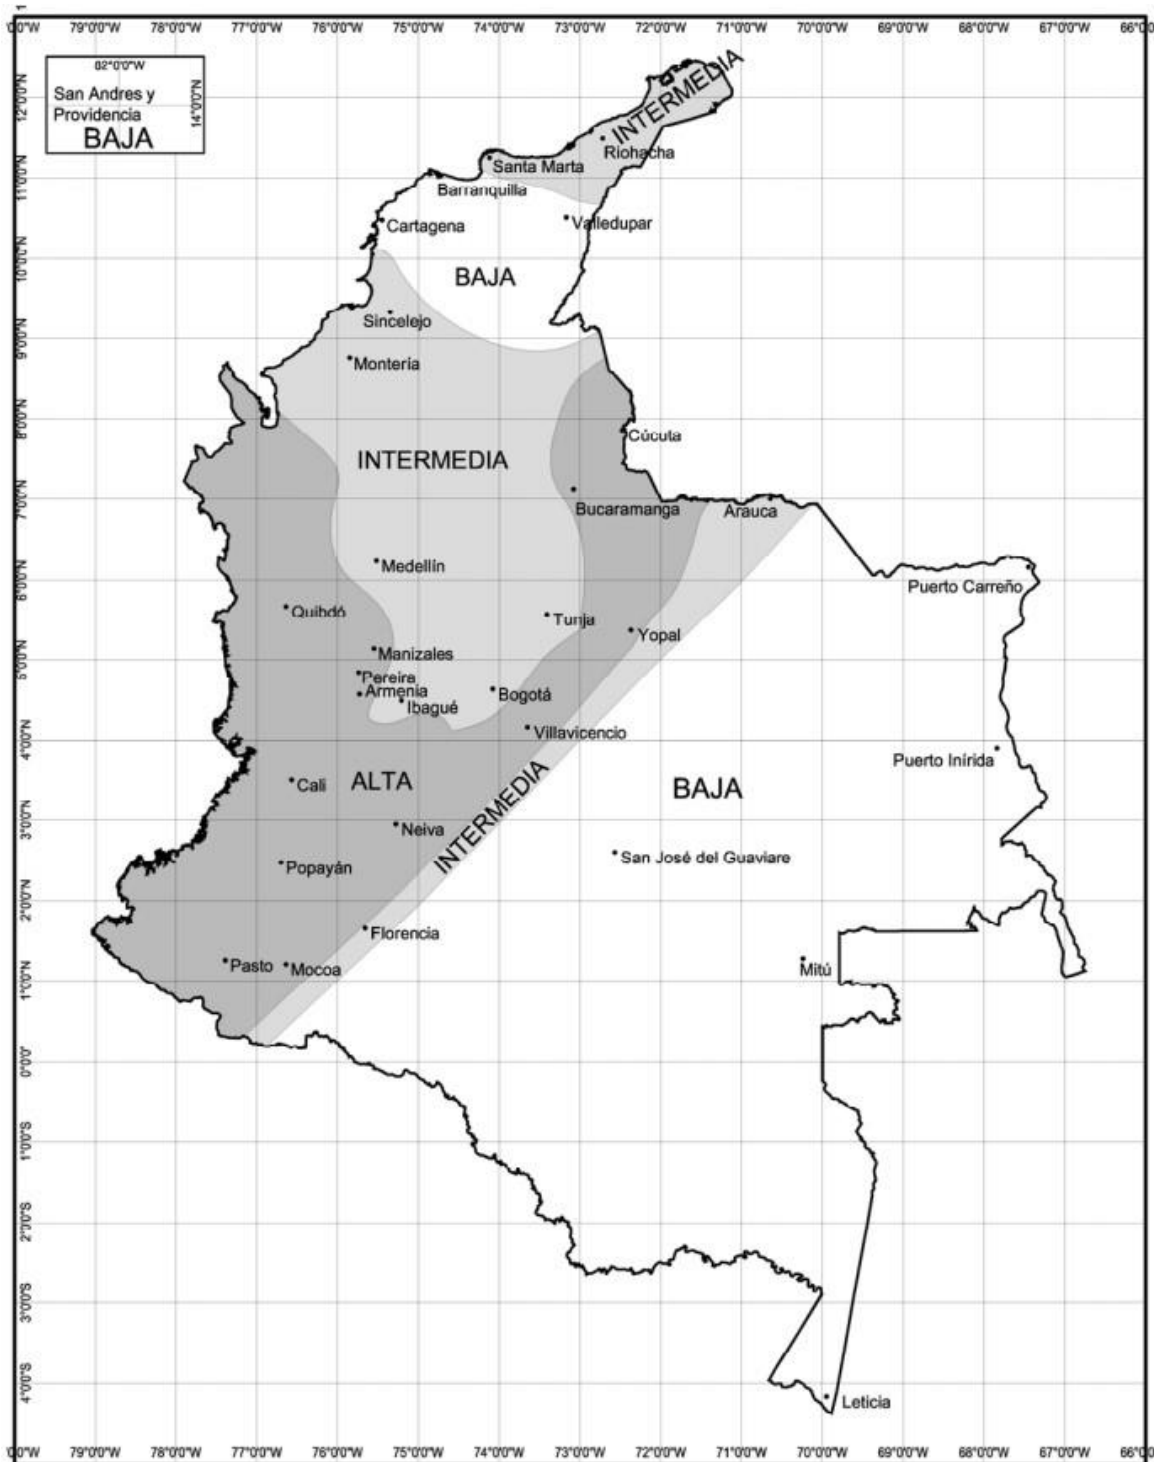 1
00'0"W 79°0'0"W 78°0'0"W 77°0'0"W 76°0'0"W 75°0'0"W 74°0'0"W 73°0'0"W 72°0'0"W 71°0'0"W 70°0'0"W 69°0'0"W 68°0'0"W 67°0'0"W 66°0
82°0'0"W
San Andres y
Providencia
BAJA
14°0'0"N
12°0'0"N
INTERMEDIA
Riohacha
Santa Marta
11°0'0"N
Barranquilla
Cartagena
Valledupar
10°0'0"N
BAJA
Sincelejo
9°0'0"N
Montería
8°0'0"N
Cúcuta
INTERMEDIA
7°0'0"N
Bucaramanga
Arauca
Medellín
6°0'0"N
Puerto Carreño
Quibdó
Tunja
Yopal
Manizales
5°0'0"N
Pereira
Armenia
Bogotá
Ibagué
Villavicencio
4°0'0"N
Puerto Inírida
ALTA
Cali
BAJA
INTERMEDIA
3°0'0"N
Neiva
San José del Guaviare
Popayán
2°0'0"N
Florencia
Pasto
Mocoa
Mitú
1°0'0"N
0°0'0"
1°0'0"S
2°0'0"S
3°0'0"S
4°0'0"S
Leticia
00'0"W 79°0'0"W 78°0'0"W 77°0'0"W 76°0'0"W 75°0'0"W 74°0'0"W 73°0'0"W 72°0'0"W 71°0'0"W 70°0'0"W 69°0'0"W 68°0'0"W 67°0'0"W 66°0